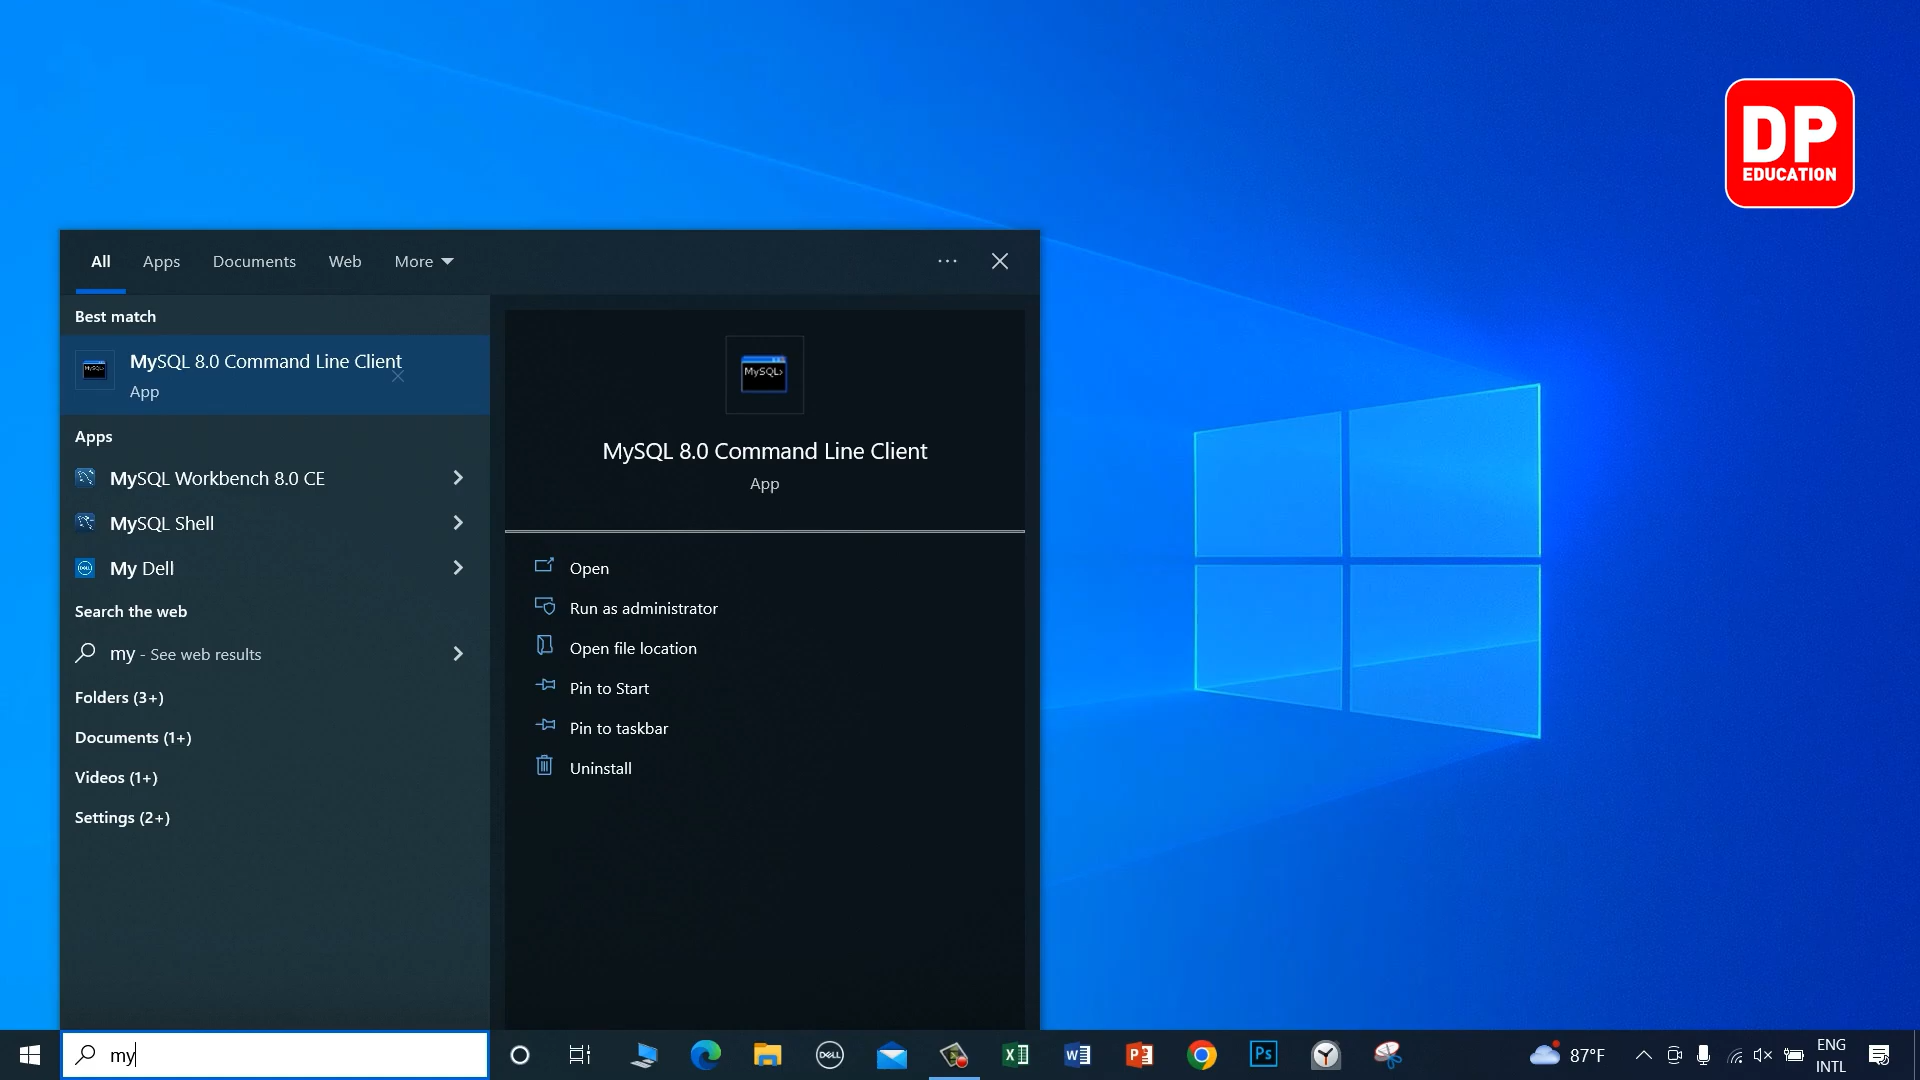 DP
EDUCATION
All
Apps
Documents
Web
More
Best match
MySQL 8.0 Command Line Client
App
Apps
MySQL Workbench 8.0 CE
MySQL Shell
My Dell
Search the web
my - See web results
Folders (3+)
Documents (1+)
Videos (1+)
Settings (2+)
MySQL>
MySQL 8.0 Command Line Client
App
Open
Run as administrator
Open file location
Pin to Start
Pin to taskbar
Uninstall
my
DELL
Ps
87°F
ENG
INTL